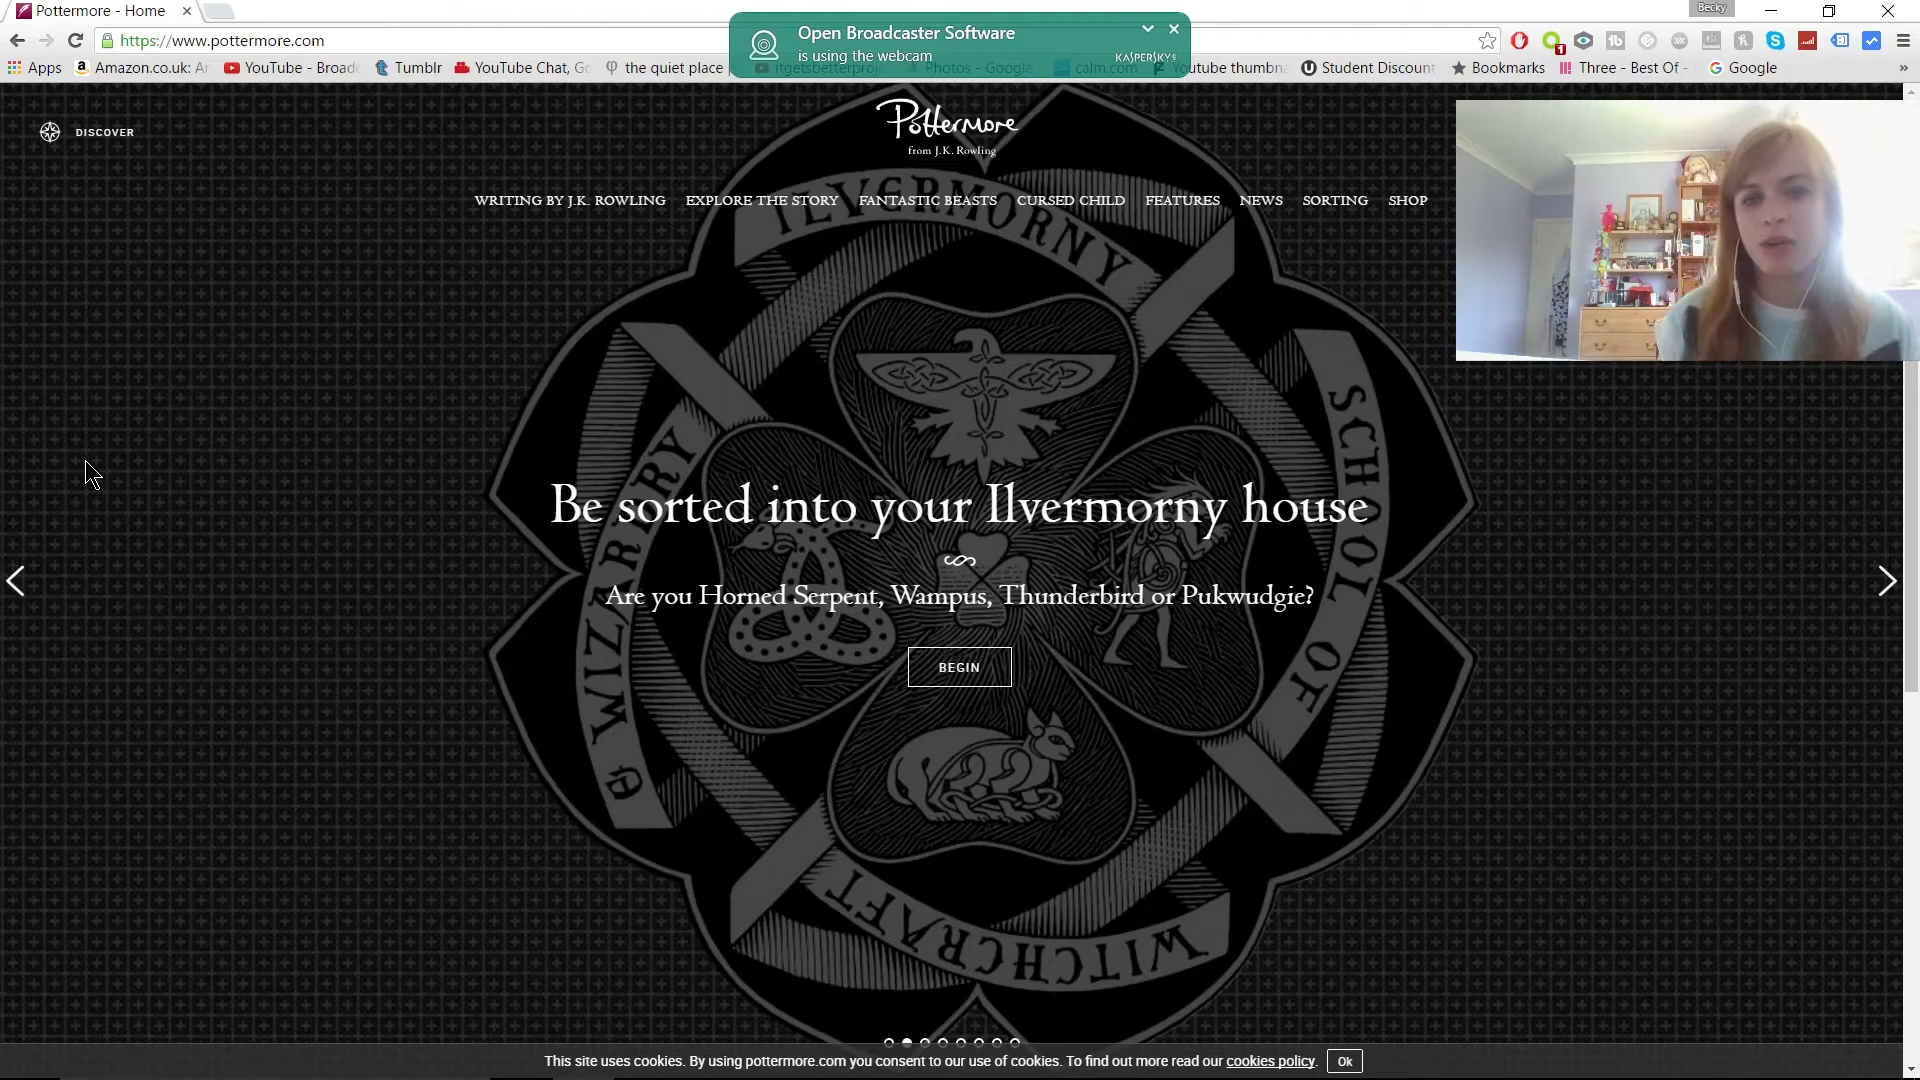 Pottermore - Home
Becky
https://www.pottermore.com
Open Broadcaster Software
is using the webcam
KASPERSKY
Apps
Amazon.co.uk: A
YouTube - Broad
Tumblr
YouTube Chat, G
the quiet place
itgetsbetterproje
Photos - Google
calm.com
Youtube thumbn
Student Discount
Bookmarks
Three - Best Of -
Google
»
DISCOVER
Pottermore
from J.K. Rowling
WRITING BY J.K. ROWLING
EXPLORE THE STORY
FANTASTIC BEASTS
CURSED CHILD
FEATURES
NEWS
SORTING
SHOP
ILVERMORNY
SCHOOL OF
WITCHCRAFT
& WIZARDRY
Be sorted into your Ilvermorny house
Are you Horned Serpent, Wampus, Thunderbird or Pukwudgie?
BEGIN
This site uses cookies. By using pottermore.com you consent to our use of cookies. To find out more read our cookies policy.
Ok